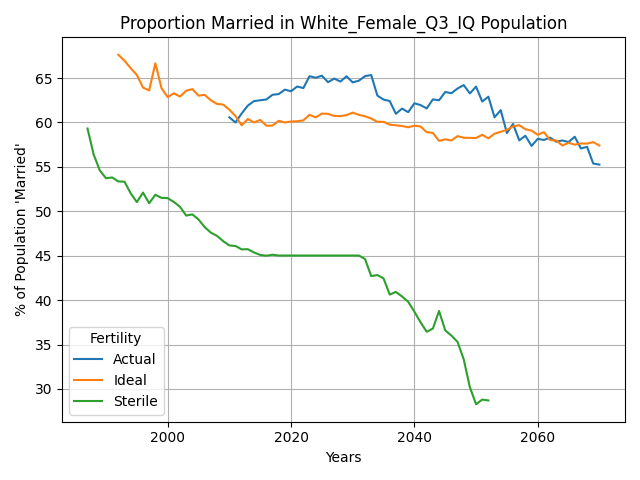 Proportion Married in White_Female_Q3_IQ Population
% of Population 'Married'
65
60
55
50
45
40
35
30
Fertility
Actual
Ideal
Sterile
2000 2020 2040 2060
Years